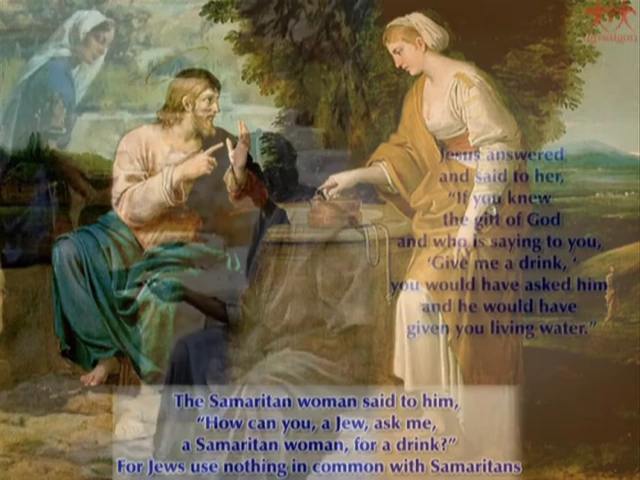 Jesus answered
and said to her,
"If you knew
the gift of God
and who is saying to you,
'Give me a drink, '
you would have asked him
and he would have
given you living water."
The Samaritan woman said to him,
"How can you, a Jew, ask me,
a Samaritan woman, for a drink?"
For Jews use nothing in common with Samaritans